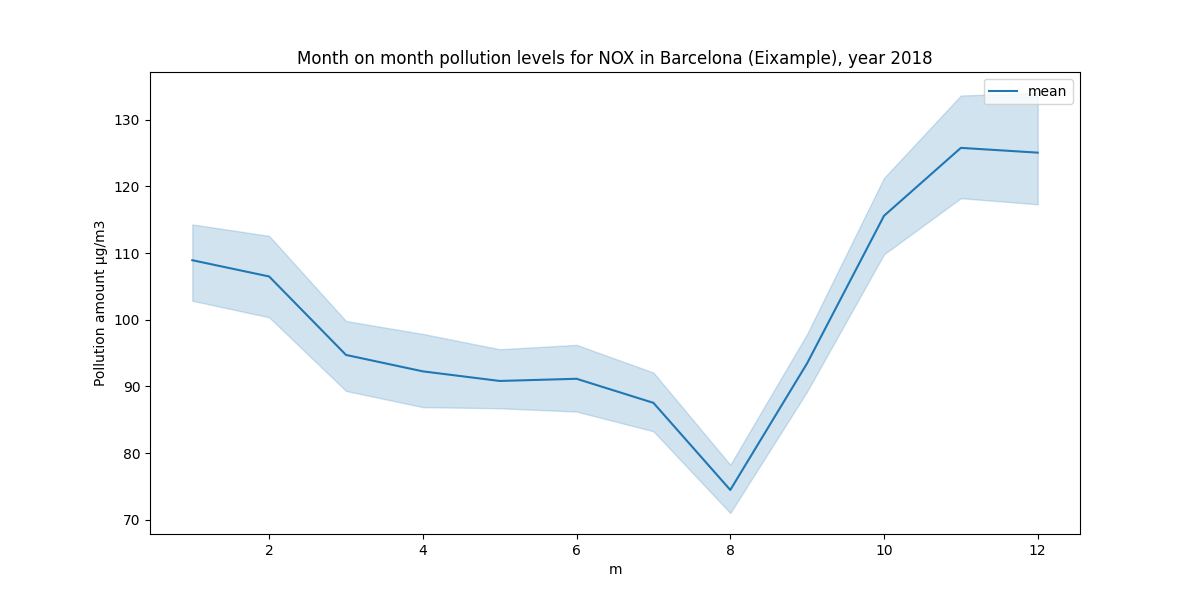 Month on month pollution levels for NOX in Barcelona (Eixample), year 2018
mean
Pollution amount µg/m3
130
120
110
100
90
80
70
2 4 6 8 10 12
m